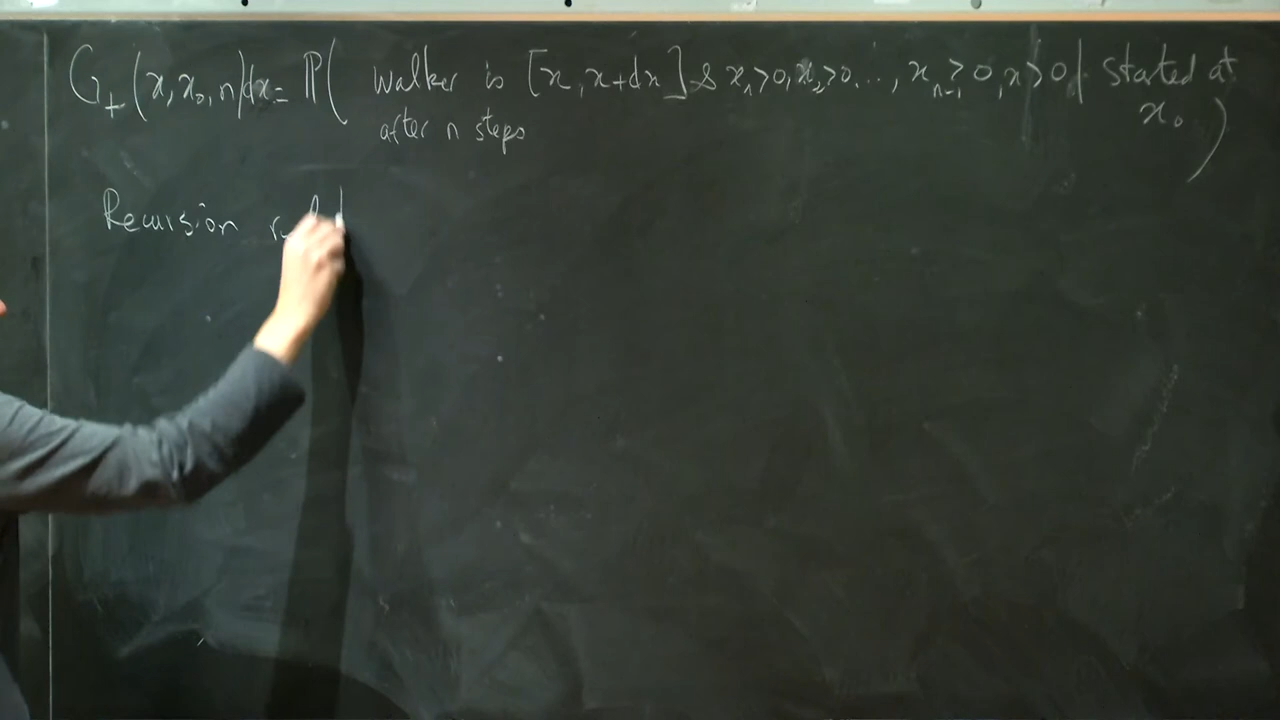 G₊(x, x₀, n)dx = ℙ( walker is [x, x+dx] & x₁>0, x₂>0..., xₙ₋₁>0, x>0 | started at
after n steps x₀ )
Recursion rel